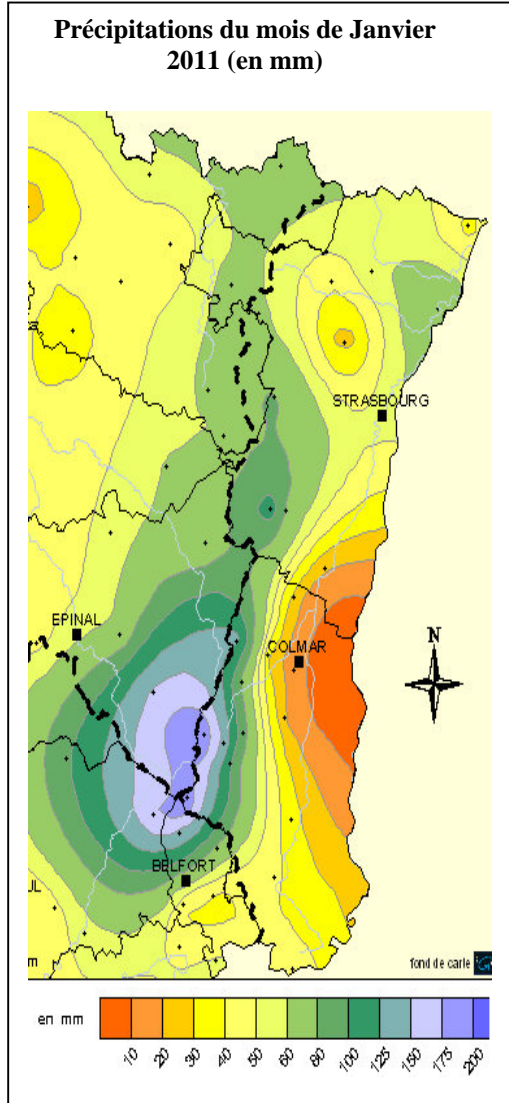 Précipitations du mois de Janvier
2011 (en mm)
STRASBOURG
EPINAL
COLMAR
N
BELFORT
UL
m
fond de carte
en mm
10 20 30 40 50 60 80 100 125 150 175 200